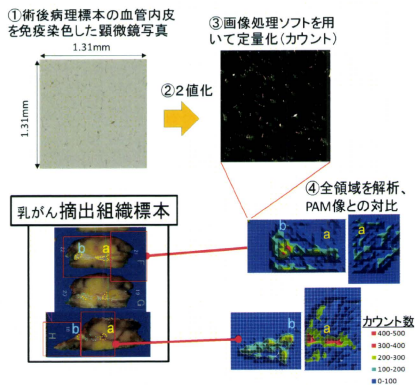 ①術後病理標本の血管内皮
を免疫染色した顕微鏡写真
1.31mm
1.31mm
②2値化
③画像処理ソフトを用
いて定量化(カウント)
④全領域を解析、
PAM像との対比
乳がん摘出組織標本
b a
F
G
b a
H
b a
a
b a
カウント数
400-500
300-400
200-300
100-200
0-100